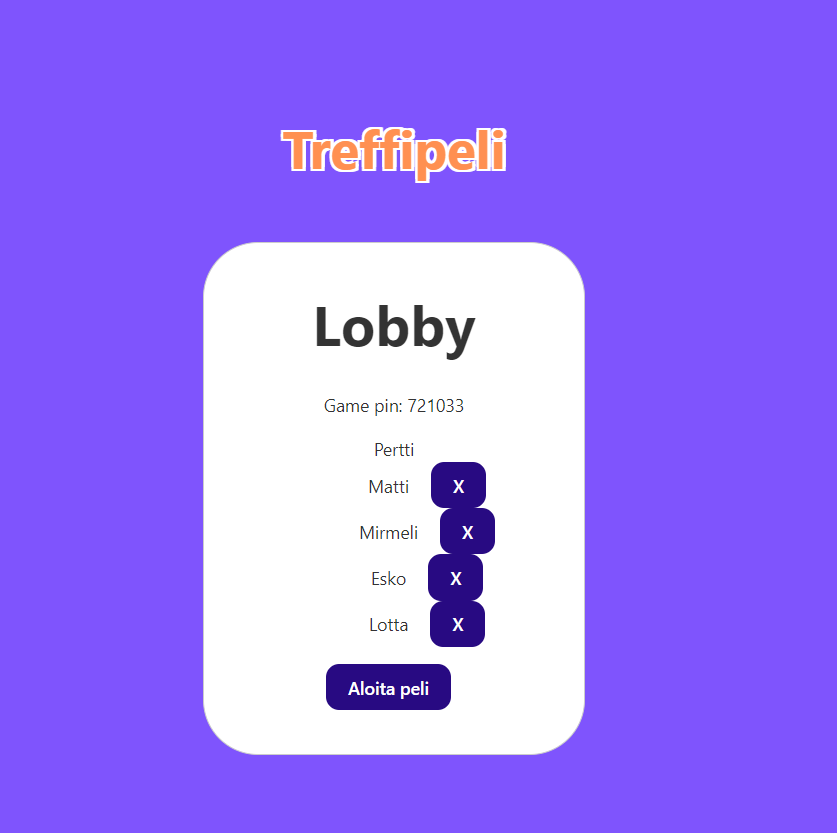 Treffipeli
Lobby
Game pin: 721033
Pertti
Matti X
Mirmeli X
Esko X
Lotta X
Aloita peli